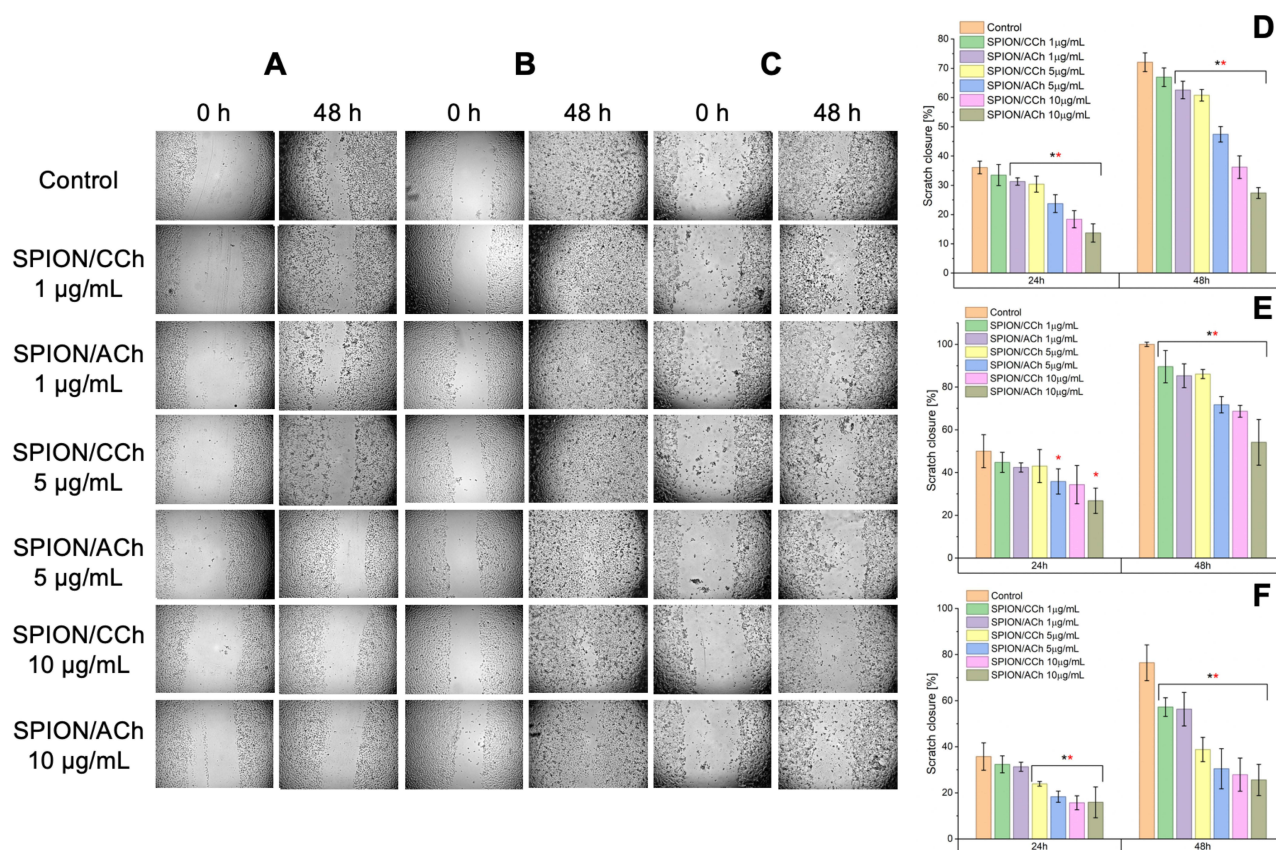 A
B
C
0 h
48 h
0 h
48 h
0 h
48 h
Control
SPION/CCh
1 µg/mL
SPION/ACh
1 µg/mL
SPION/CCh
5 µg/mL
SPION/ACh
5 µg/mL
SPION/CCh
10 µg/mL
SPION/ACh
10 µg/mL
D
Control
SPION/CCh 1µg/mL
SPION/ACh 1µg/mL
SPION/CCh 5µg/mL
SPION/ACh 5µg/mL
SPION/CCh 10µg/mL
SPION/ACh 10µg/mL
Scratch closure [%]
80
70
60
50
40
30
20
10
0
**
**
24h
48h
E
Control
SPION/CCh 1µg/mL
SPION/ACh 1µg/mL
SPION/CCh 5µg/mL
SPION/ACh 5µg/mL
SPION/CCh 10µg/mL
SPION/ACh 10µg/mL
Scratch closure [%]
100
80
60
40
20
0
*
*
**
24h
48h
F
Control
SPION/CCh 1µg/mL
SPION/ACh 1µg/mL
SPION/CCh 5µg/mL
SPION/ACh 5µg/mL
SPION/CCh 10µg/mL
SPION/ACh 10µg/mL
Scratch closure [%]
100
80
60
40
20
0
**
**
24h
48h